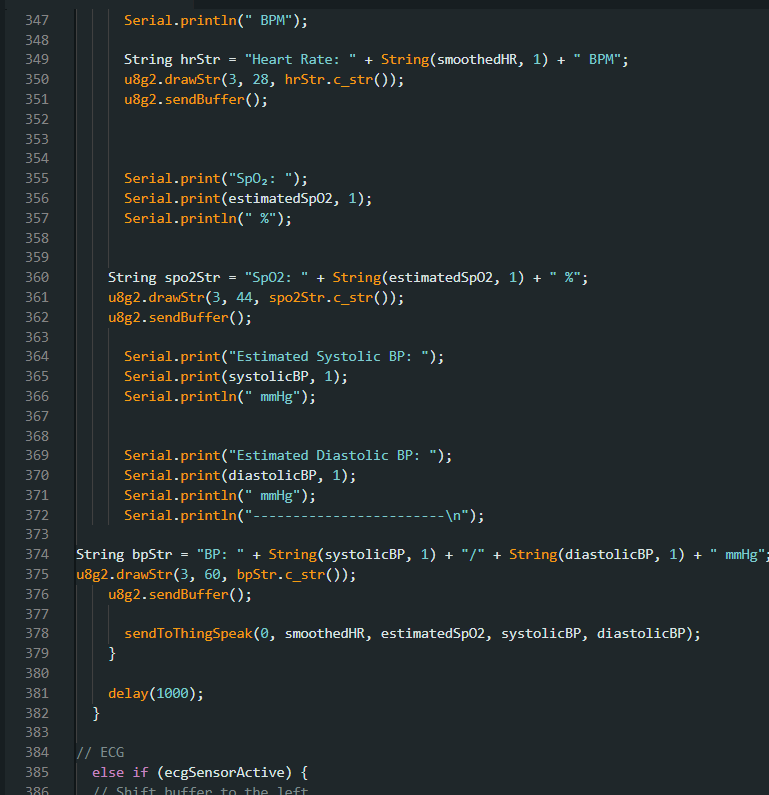 347 Serial.println(" BPM");
348
349 String hrStr = "Heart Rate: " + String(smoothedHR, 1) + " BPM";
350 u8g2.drawStr(3, 28, hrStr.c_str());
351 u8g2.sendBuffer();
352
353
354
355 Serial.print("SpO₂: ");
356 Serial.print(estimatedSpO2, 1);
357 Serial.println(" %");
358
359
360 String spo2Str = "SpO2: " + String(estimatedSpO2, 1) + " %";
361 u8g2.drawStr(3, 44, spo2Str.c_str());
362 u8g2.sendBuffer();
363
364 Serial.print("Estimated Systolic BP: ");
365 Serial.print(systolicBP, 1);
366 Serial.println(" mmHg");
367
368
369 Serial.print("Estimated Diastolic BP: ");
370 Serial.print(diastolicBP, 1);
371 Serial.println(" mmHg");
372 Serial.println("------------------------\n");
373
374 String bpStr = "BP: " + String(systolicBP, 1) + "/" + String(diastolicBP, 1) + " mmHg";
375 u8g2.drawStr(3, 60, bpStr.c_str());
376 u8g2.sendBuffer();
377
378 sendToThingSpeak(0, smoothedHR, estimatedSpO2, systolicBP, diastolicBP);
379 }
380
381 delay(1000);
382 }
383
384 // ECG
385 else if (ecgSensorActive) {
386 // Shift buffer to the left